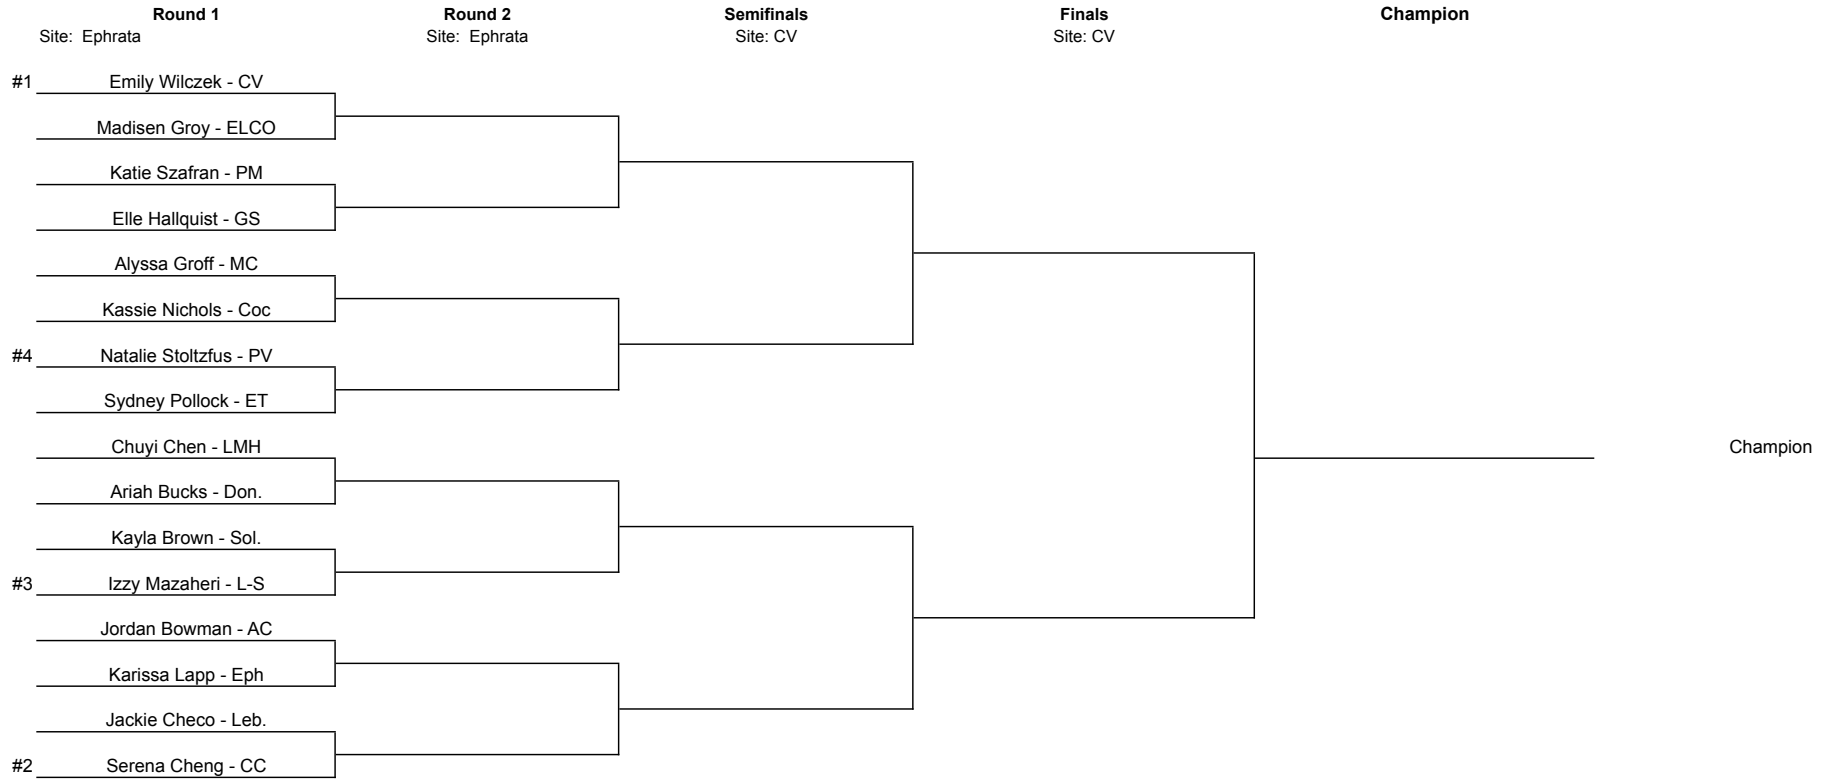 Round 1 Round 2 Semifinals Finals Champion
Site: Ephrata Site: Ephrata Site: CV Site: CV
#1 Emily Wilczek - CV
Madisen Groy - ELCO
Katie Szafran - PM
Elle Hallquist - GS
Alyssa Groff - MC
Kassie Nichols - Coc
#4 Natalie Stoltzfus - PV
Sydney Pollock - ET
Chuyi Chen - LMH Champion
Ariah Bucks - Don.
Kayla Brown - Sol.
#3 Izzy Mazaheri - L-S
Jordan Bowman - AC
Karissa Lapp - Eph
Jackie Checo - Leb.
#2 Serena Cheng - CC